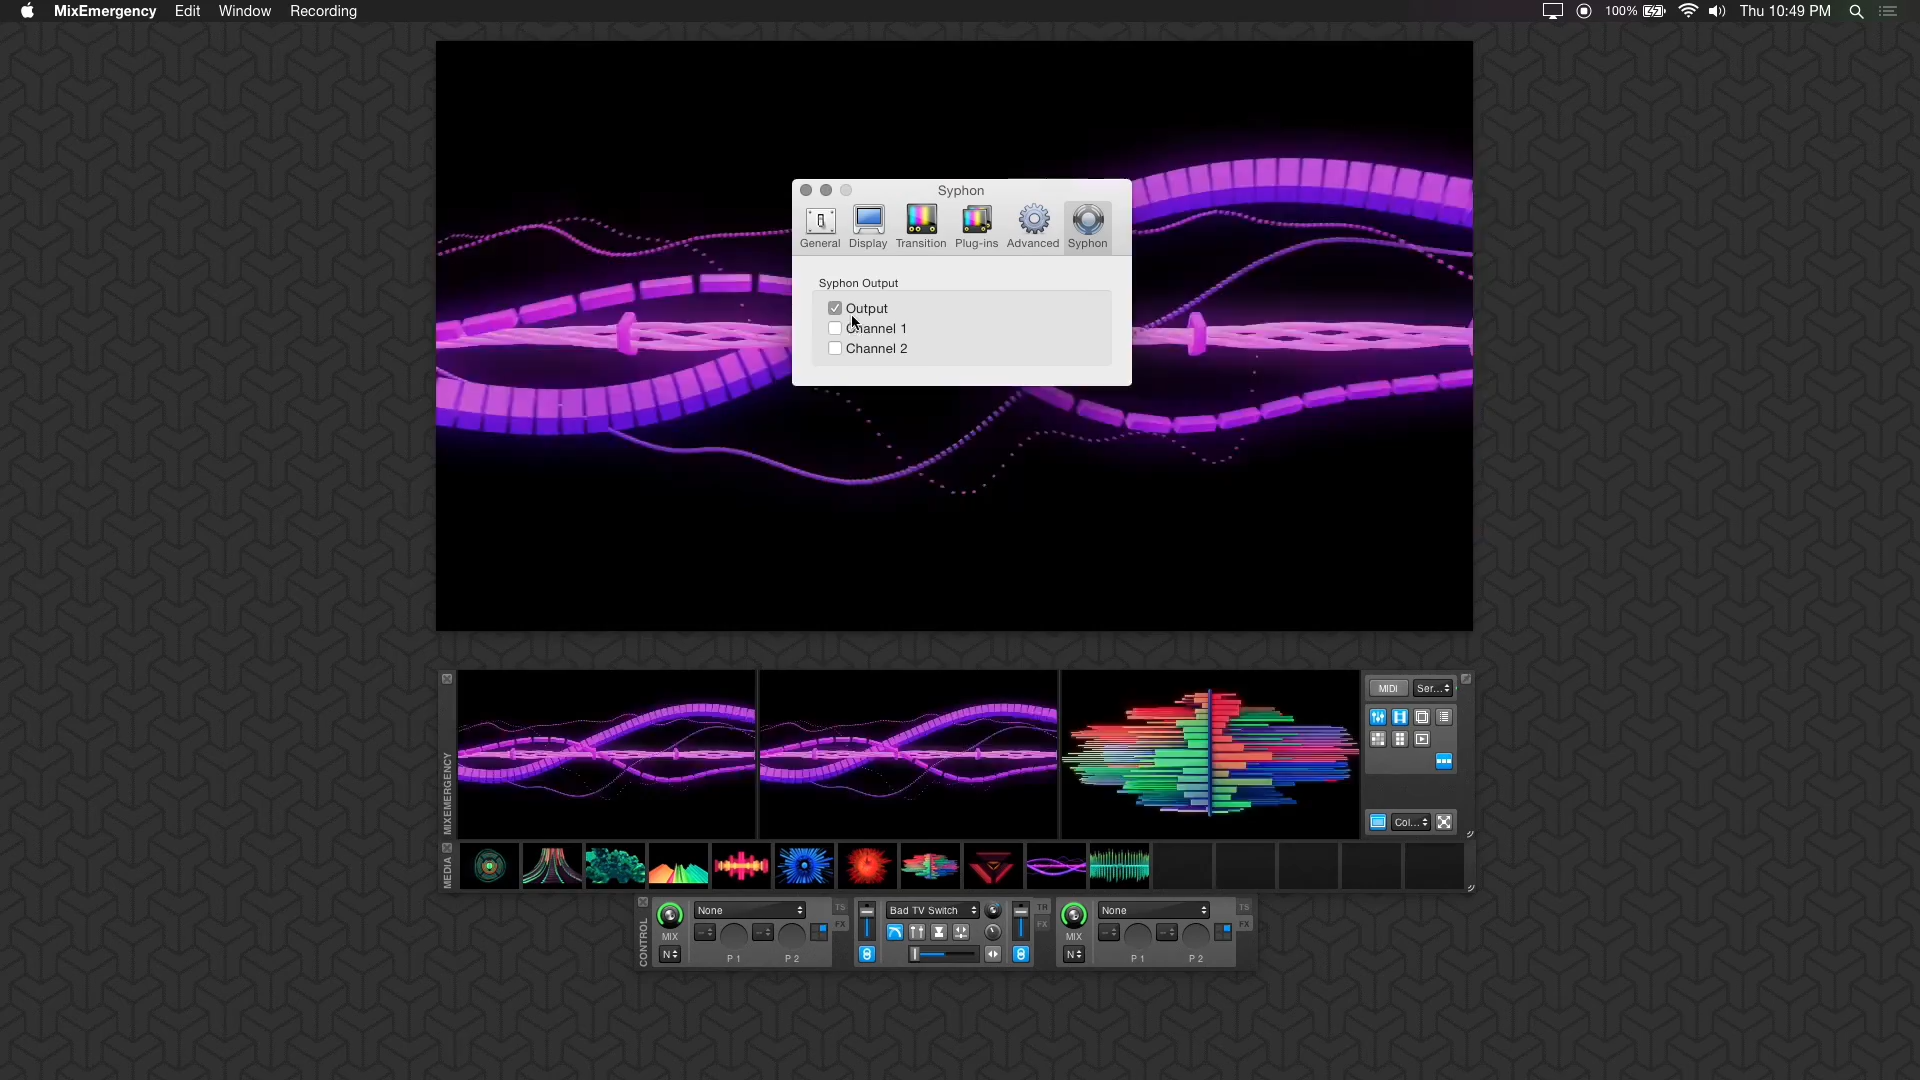 MixEmergency Edit Window Recording
100% Thu 10:49 PM
Syphon
General Display Transition Plug-ins Advanced Syphon
Syphon Output
Output
Channel 1
Channel 2
MIXEMERGENCY
MIDI Ser...
Col...
MEDIA
CONTROL
None
TS
FX
MIX
N
P 1 P 2
Bad TV Switch
TR
FX
None
TS
FX
MIX
N
P 1 P 2